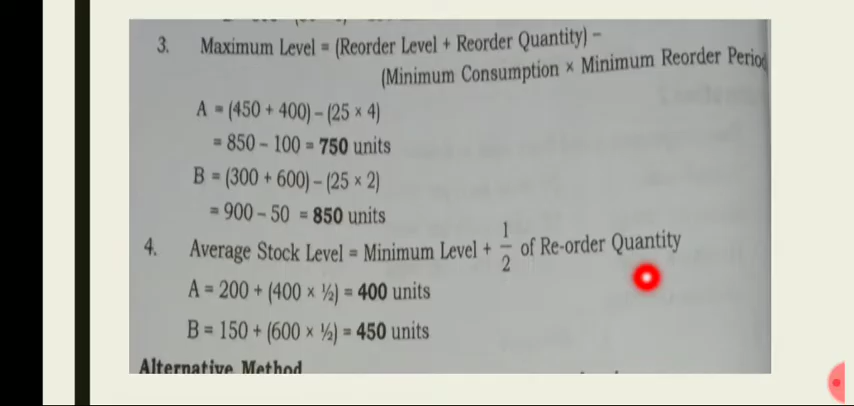 3. Maximum Level = (Reorder Level + Reorder Quantity) –
(Minimum Consumption × Minimum Reorder Period
A = (450 + 400) – (25 × 4)
= 850 – 100 = 750 units
B = (300 + 600) – (25 × 2)
= 900 – 50 = 850 units
4. Average Stock Level = Minimum Level + 1/2 of Re-order Quantity
A = 200 + (400 × ½) = 400 units
B = 150 + (600 × ½) = 450 units
Alternative Method